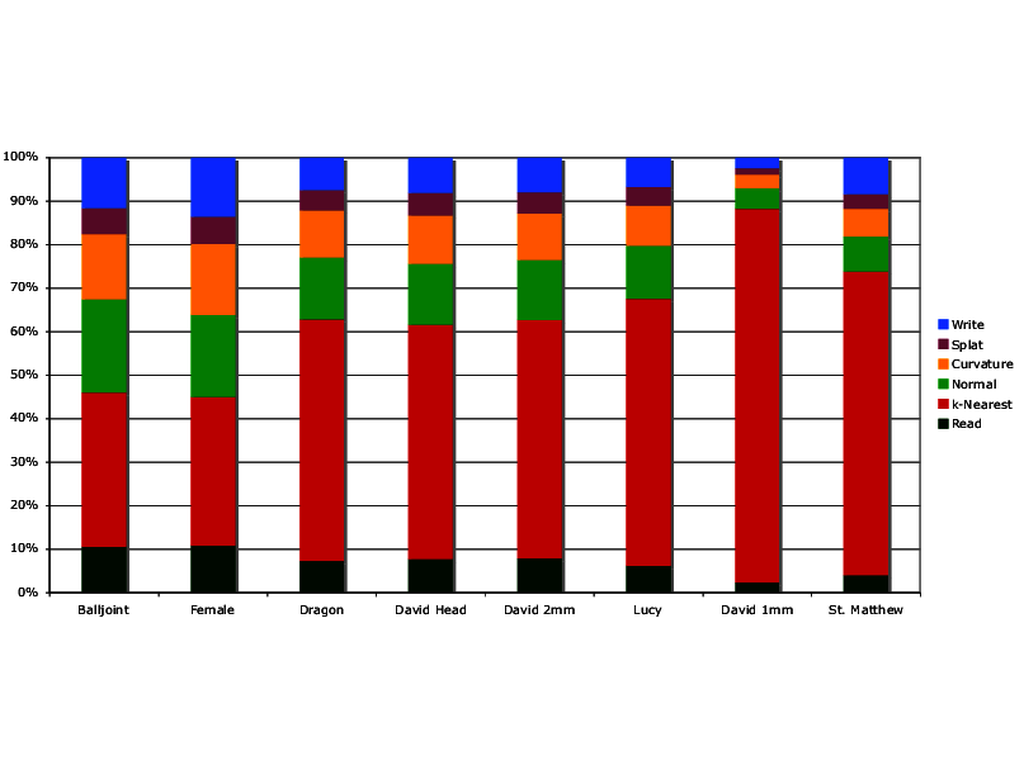 100%
90%
80%
70%
60%
50%
40%
30%
20%
10%
0%
Balljoint Female Dragon David Head David 2mm Lucy David 1mm St. Matthew
Write
Splat
Curvature
Normal
k-Nearest
Read